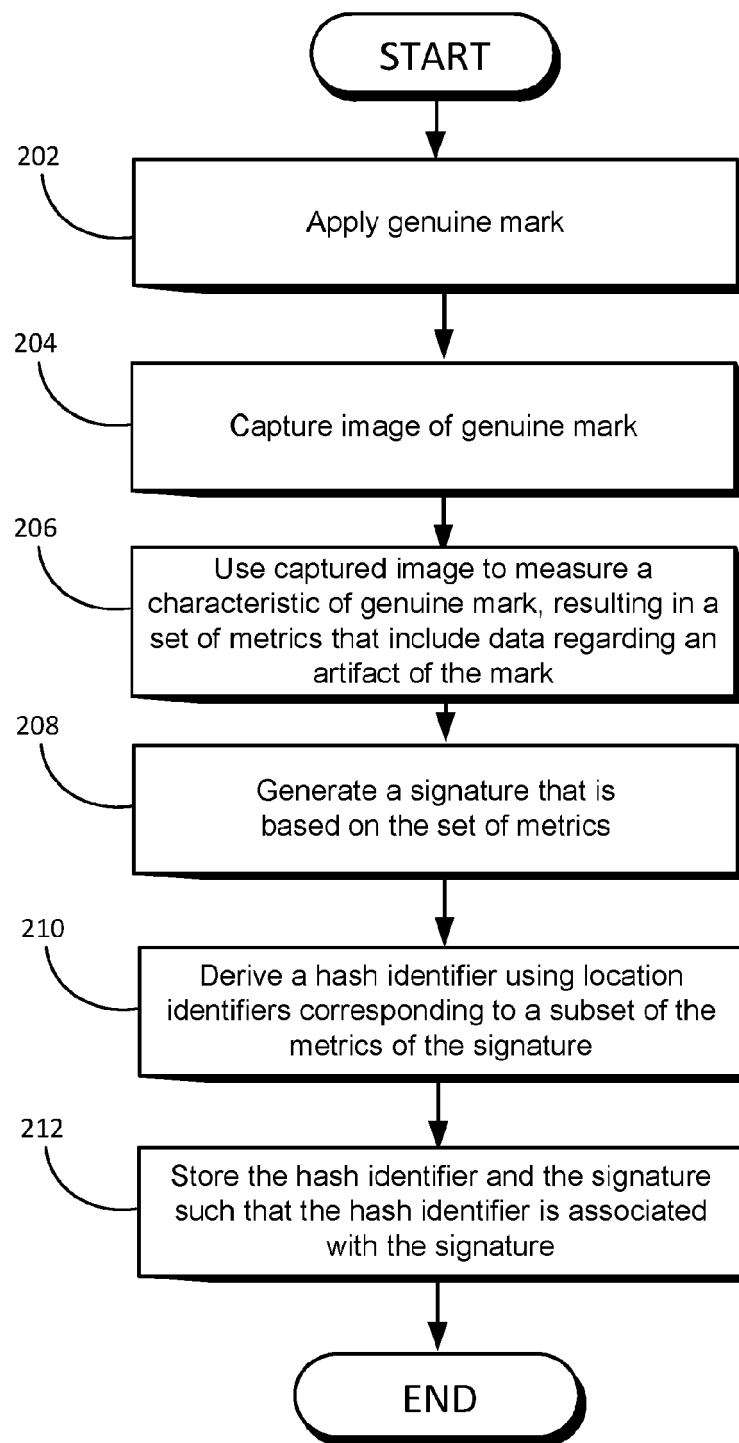 START
202
Apply genuine mark
204
Capture image of genuine mark
206
Use captured image to measure a
characteristic of genuine mark, resulting in a
set of metrics that include data regarding an
artifact of the mark
208
Generate a signature that is
based on the set of metrics
210
Derive a hash identifier using location
identifiers corresponding to a subset of the
metrics of the signature
212
Store the hash identifier and the signature
such that the hash identifier is associated
with the signature
END